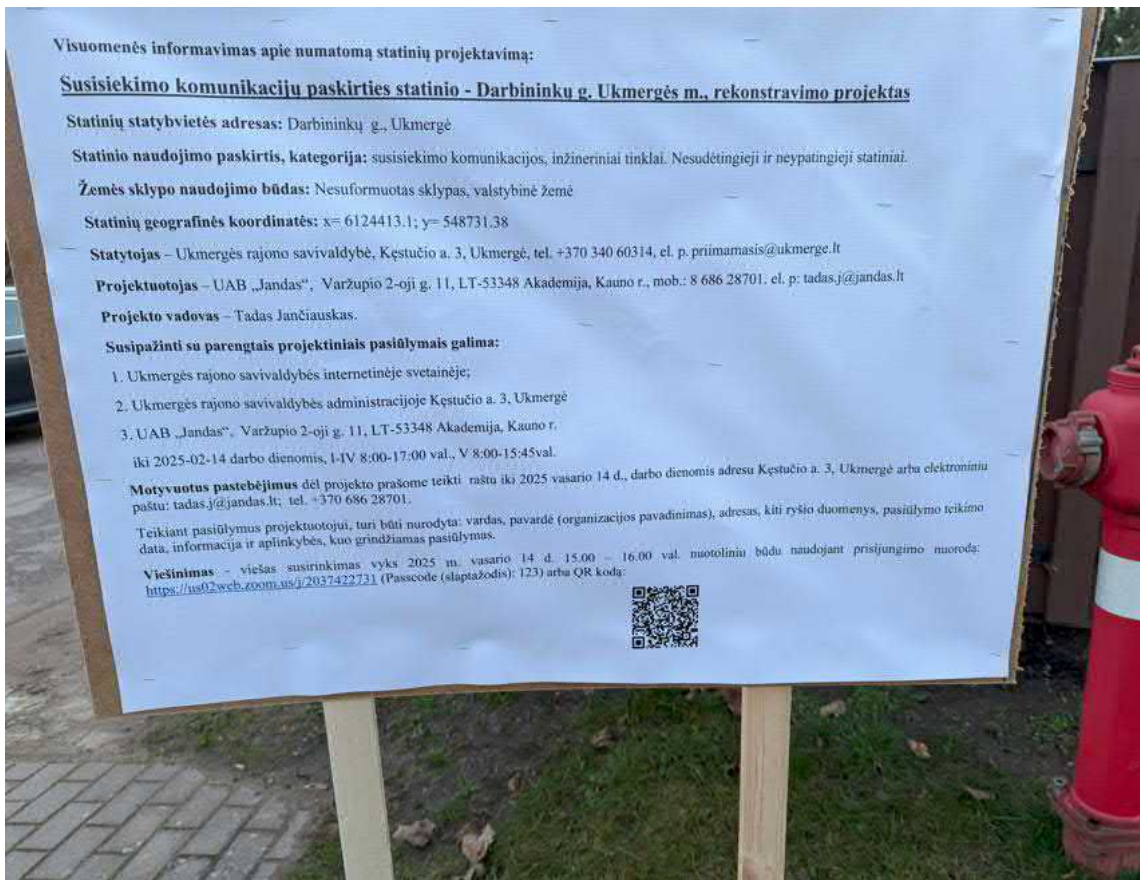 Visuomenės informavimas apie numatomą statinių projektavimą:
Susisiekimo komunikacijų paskirties statinio - Darbininkų g. Ukmergės m., rekonstravimo projektas
Statinių statybvietės adresas: Darbininkų g., Ukmergė
Statinio naudojimo paskirtis, kategorija: susisiekimo komunikacijos, inžineriniai tinklai. Nesudėtingieji ir neypatingieji statiniai.
Žemės sklypo naudojimo būdas: Nesuformuotas sklypas, valstybinė žemė
Statinių geografinės koordinatės: x= 6124413.1; y= 548731.38
Statytojas – Ukmergės rajono savivaldybė, Kęstučio a. 3, Ukmergė, tel. +370 340 60314, el. p. priimamasis@ukmerge.lt
Projektuotojas – UAB „Jandas“, Varžupio 2-oji g. 11, LT-53348 Akademija, Kauno r., mob.: 8 686 28701. el. p: tadas.j@jandas.lt
Projekto vadovas – Tadas Jančiauskas.
Susipažinti su parengtais projektiniais pasiūlymais galima:
1. Ukmergės rajono savivaldybės internetinėje svetainėje;
2. Ukmergės rajono savivaldybės administracijoje Kęstučio a. 3, Ukmergė
3. UAB „Jandas“, Varžupio 2-oji g. 11, LT-53348 Akademija, Kauno r.
iki 2025-02-14 darbo dienomis, I-IV 8:00-17:00 val., V 8:00-15:45val.
Motyvuotus pastebėjimus dėl projekto prašome teikti raštu iki 2025 vasario 14 d., darbo dienomis adresu Kęstučio a. 3, Ukmergė arba elektroniniu
paštu: tadas.j@jandas.lt; tel. +370 686 28701.
Teikiant pasiūlymus projektuotojui, turi būti nurodyta: vardas, pavardė (organizacijos pavadinimas), adresas, kiti ryšio duomenys, pasiūlymo teikimo
data, informacija ir aplinkybės, kuo grindžiamas pasiūlymas.
Viešinimas – viešas susirinkimas vyks 2025 m. vasario 14 d. 15.00 – 16.00 val. nuotoliniu būdu naudojant prisijungimo nuorodą:
https://us02web.zoom.us/j/2037422731 (Passcode (slaptažodis): 123) arba QR kodą: